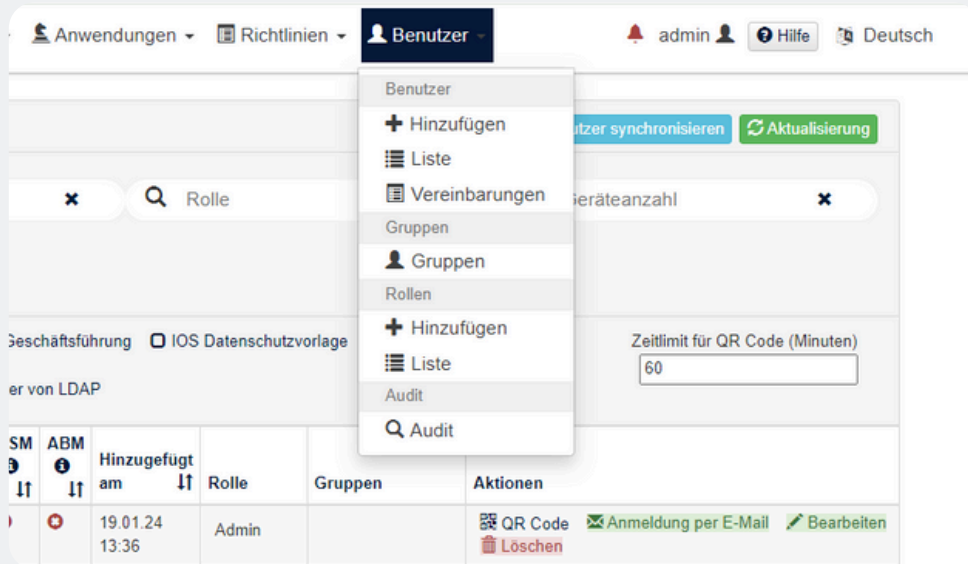 Anwendungen Richtlinien Benutzer admin Hilfe Deutsch
Benutzer
Hinzufügen
Liste
Vereinbarungen
Gruppen
Gruppen
Rollen
Hinzufügen
Liste
Audit
Audit
synchronisieren Aktualisierung
Rolle
Geräteanzahl
Geschäftsführung IOS Datenschutzvorlage
Zeitlimit für QR Code (Minuten)
60
er von LDAP
SM ABM Hinzugefügt am Rolle Gruppen Aktionen
19.01.24
13:36
Admin
QR Code Anmeldung per E-Mail Bearbeiten
Löschen